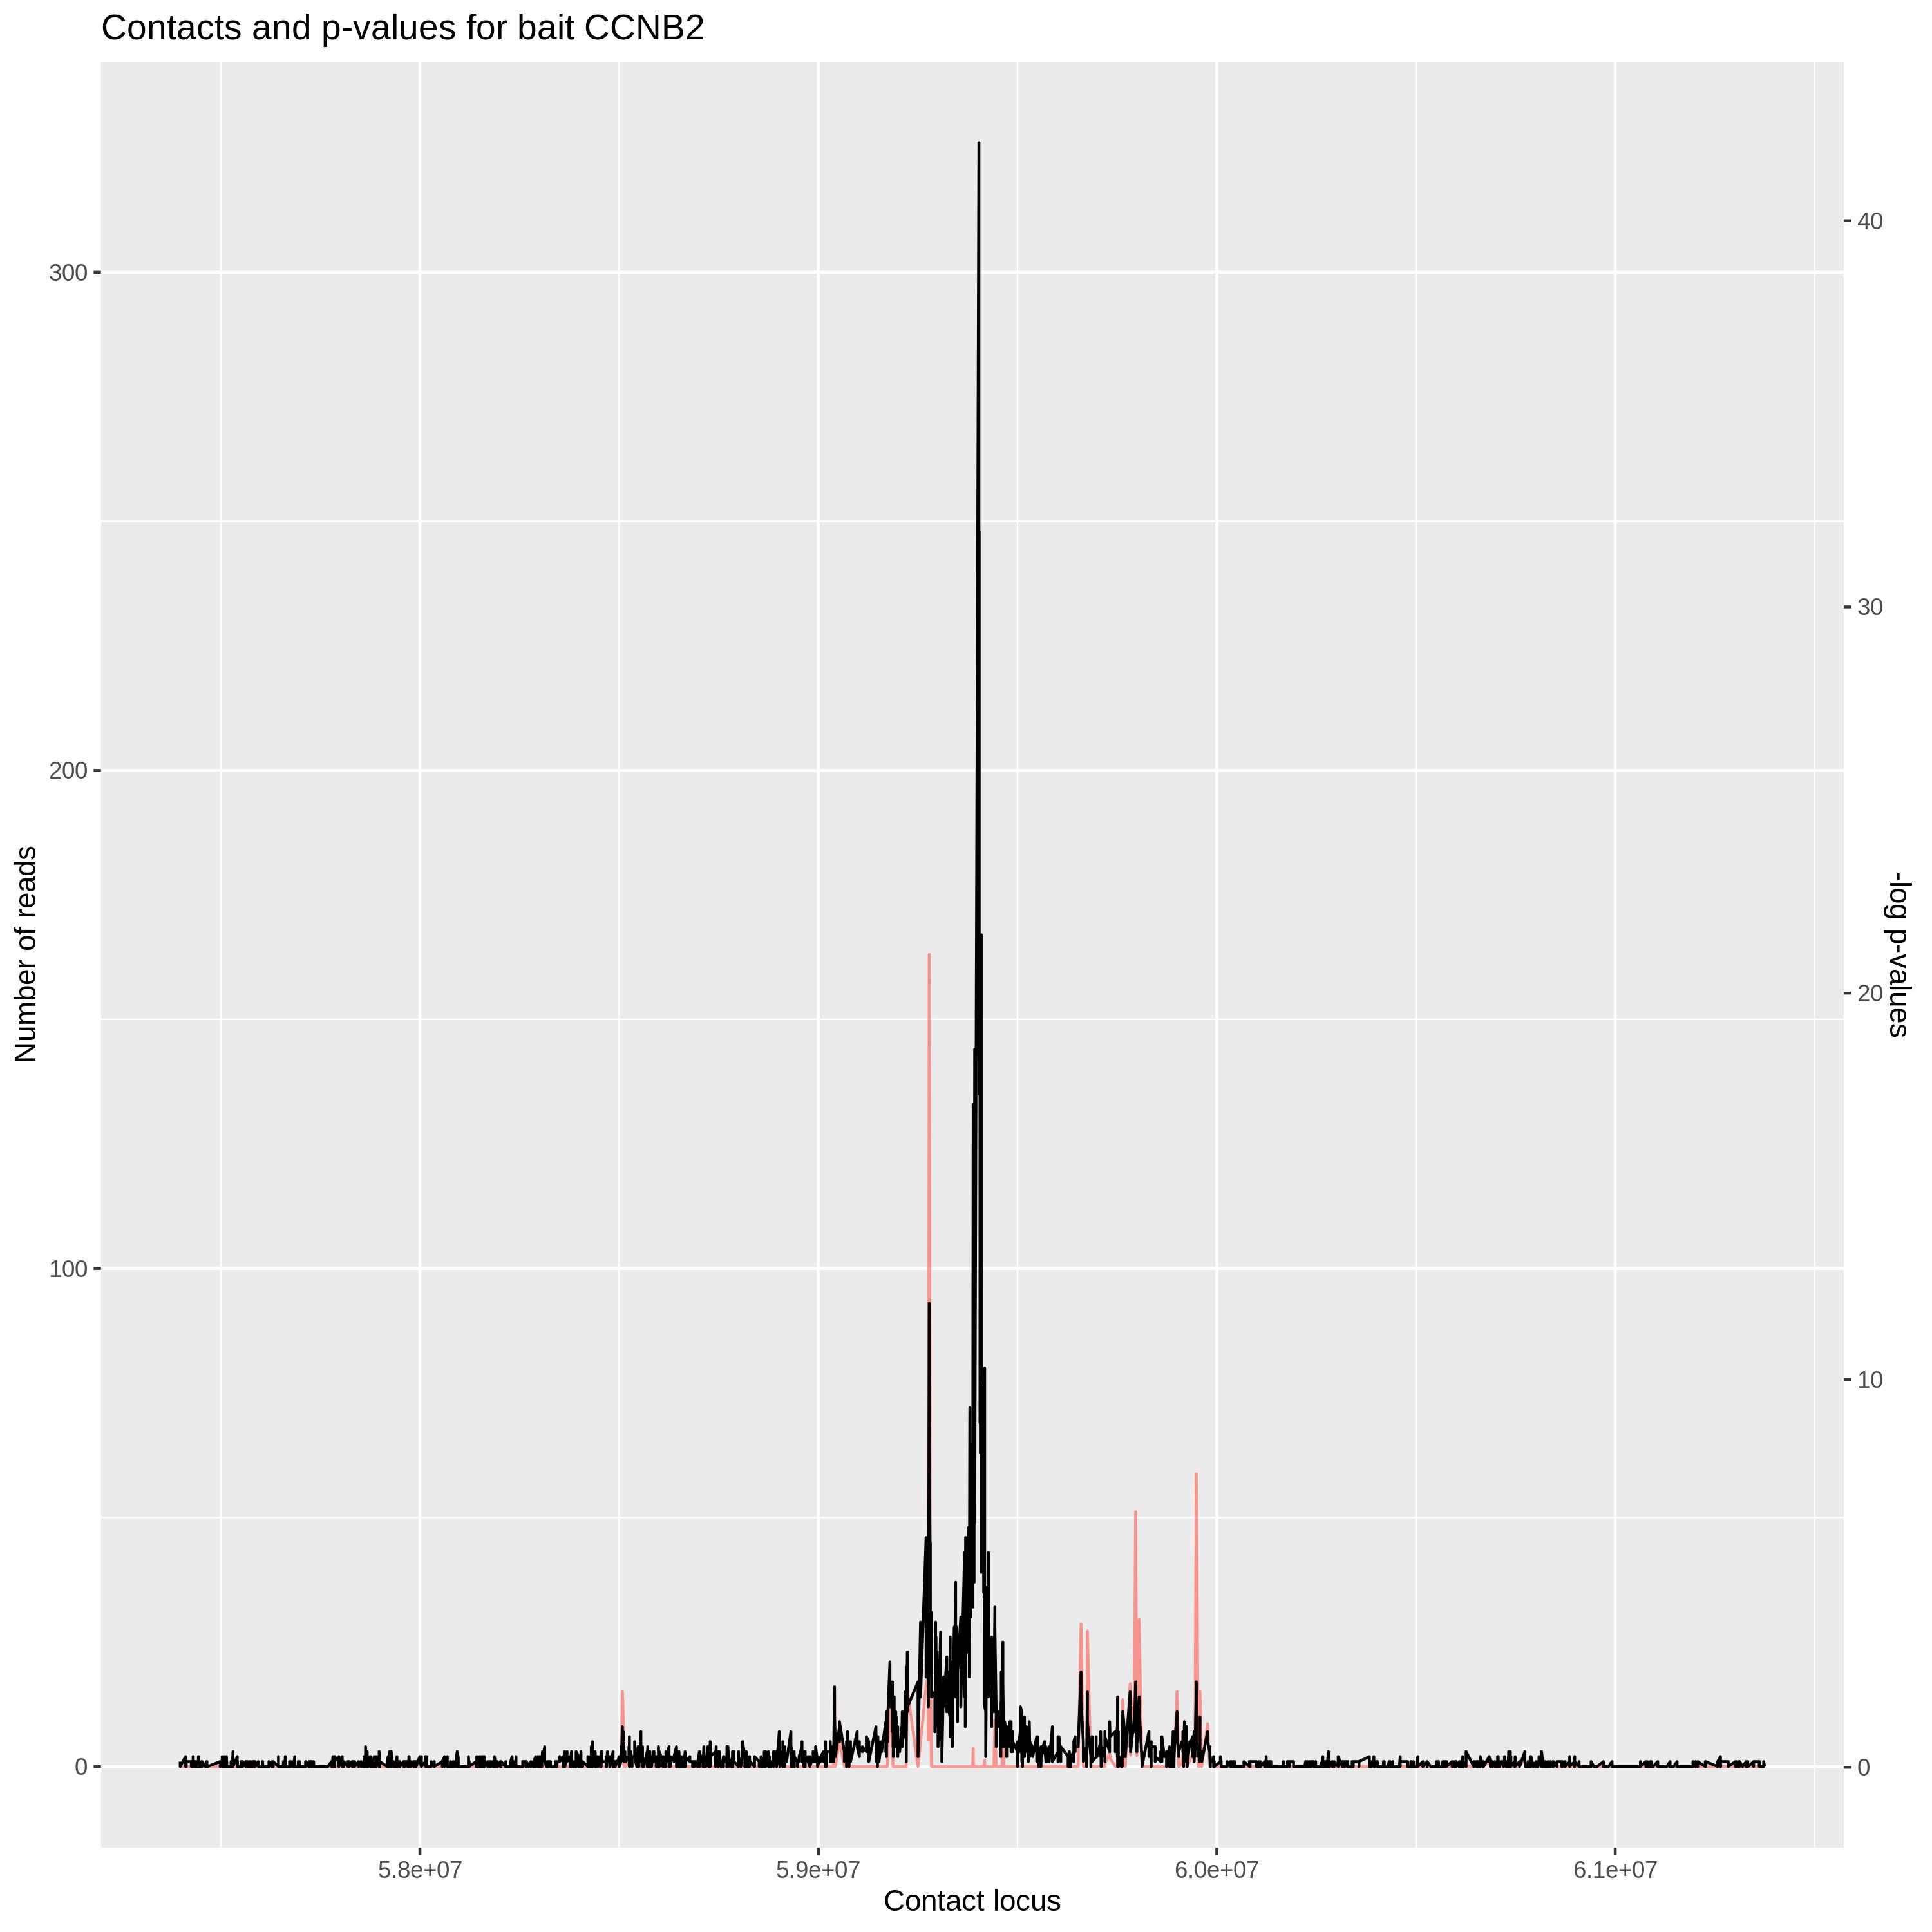 Contacts and p-values for bait CCNB2
300
200
100
0
Number of reads
40
30
20
10
0
-log p-values
5.8e+07
5.9e+07
6.0e+07
6.1e+07
Contact locus